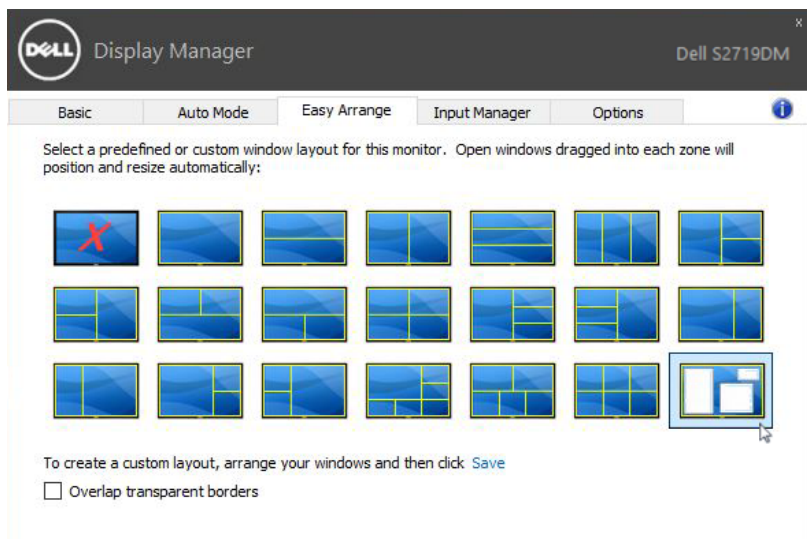 x
DELL
Display Manager
Dell S2719DM
Basic
Auto Mode
Easy Arrange
Input Manager
Options
i
Select a predefined or custom window layout for this monitor. Open windows dragged into each zone will
position and resize automatically:
X
To create a custom layout, arrange your windows and then click Save
Overlap transparent borders